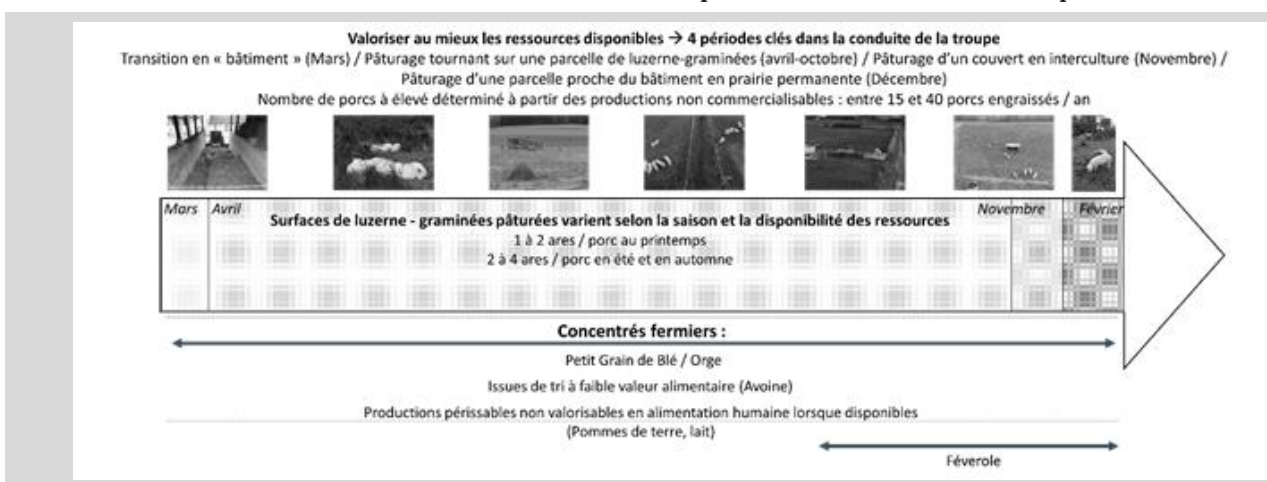 Valoriser au mieux les ressources disponibles → 4 périodes clés dans la conduite de la troupe
Transition en « bâtiment » (Mars) / Pâturage tournant sur une parcelle de luzerne-graminées (avril-octobre) / Pâturage d'un couvert en interculture (Novembre) /
Pâturage d'une parcelle proche du bâtiment en prairie permanente (Décembre)
Nombre de porcs à élevé déterminé à partir des productions non commercialisables : entre 15 et 40 porcs engraissés / an
Mars Avril Novembre Février
Surfaces de luzerne - graminées pâturées varient selon la saison et la disponibilité des ressources
1 à 2 ares / porc au printemps
2 à 4 ares / porc en été et en automne
Concentrés fermiers :
Petit Grain de Blé / Orge
Issues de tri à faible valeur alimentaire (Avoine)
Productions périssables non valorisables en alimentation humaine lorsque disponibles
(Pommes de terre, lait)
Féverole